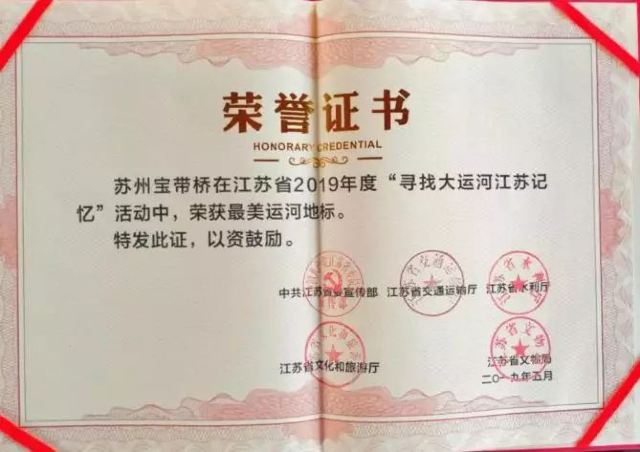 荣誉证书
HONORARY CREDENTIAL
苏州宝带桥在江苏省2019年度“寻找大运河江苏记
忆”活动中，荣获最美运河地标。
特发此证，以资鼓励。
中共江苏省委宣传部 江苏省交通运输厅 江苏省水利厅
江苏省文化和旅游厅 江苏省文物局
二〇一九年五月